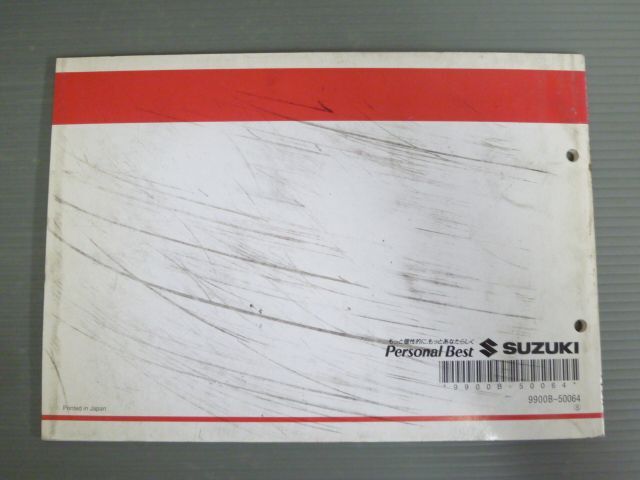 もっと個性的に、もっとあなたらしく
Personal Best SUZUKI
*9900B-50064*
9900B-50064
Printed in Japan